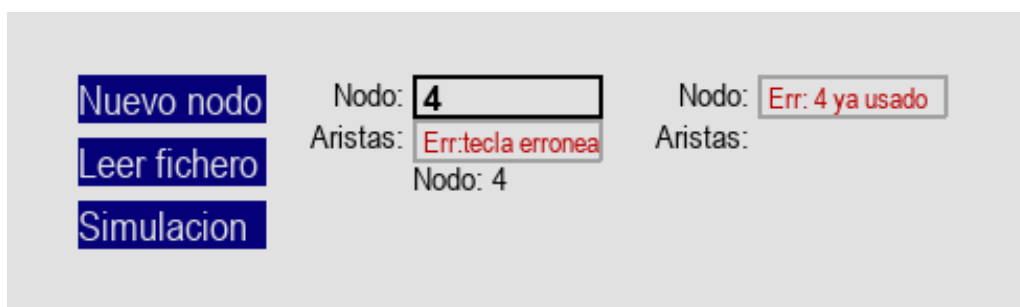 Nuevo nodo
Leer fichero
Simulacion
Nodo: 4
Aristas: Err:tecla erronea
Nodo: 4
Nodo: Err: 4 ya usado
Aristas: